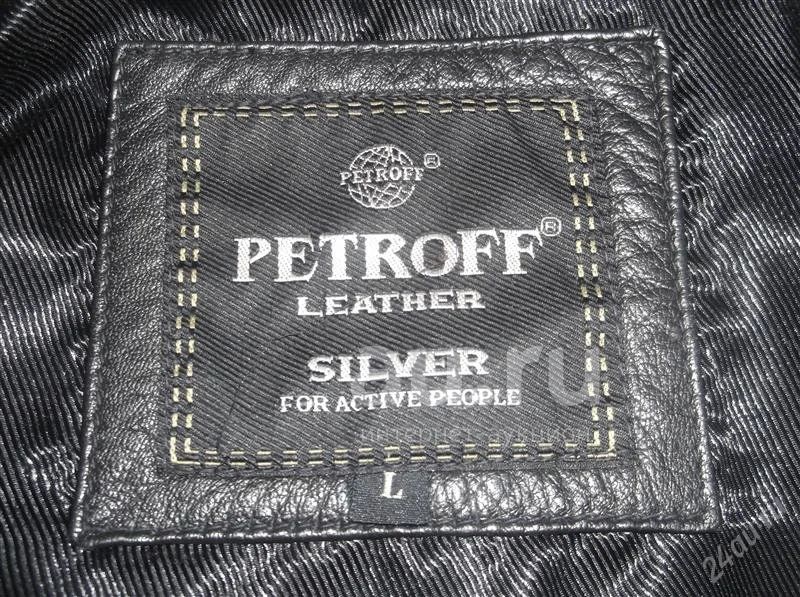 PETROFF®
PETROFF®
LEATHER
SILVER
FOR ACTIVE PEOPLE
L